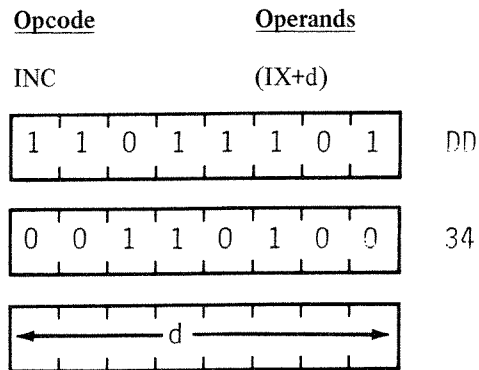 Opcode Operands
INC (IX+d)
1 1 0 1 1 1 0 1 DD
0 0 1 1 0 1 0 0 34
d